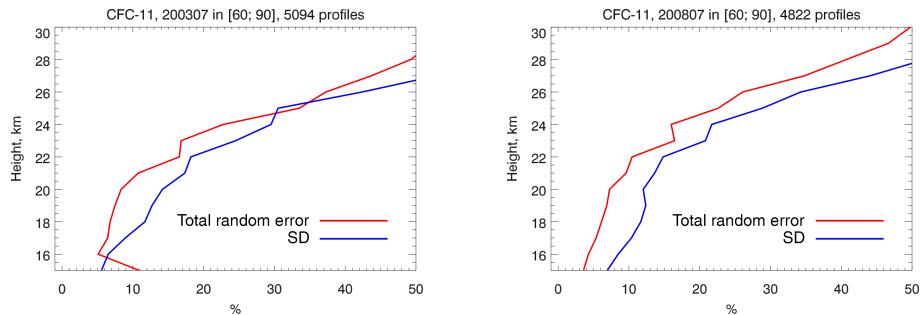 CFC-11, 200307 in [60; 90], 5094 profiles
30
28
26
24
22
20
18
16
Height, km
Total random error
SD
0 10 20 30 40 50
%
CFC-11, 200807 in [60; 90], 4822 profiles
30
28
26
24
22
20
18
16
Height, km
Total random error
SD
0 10 20 30 40 50
%